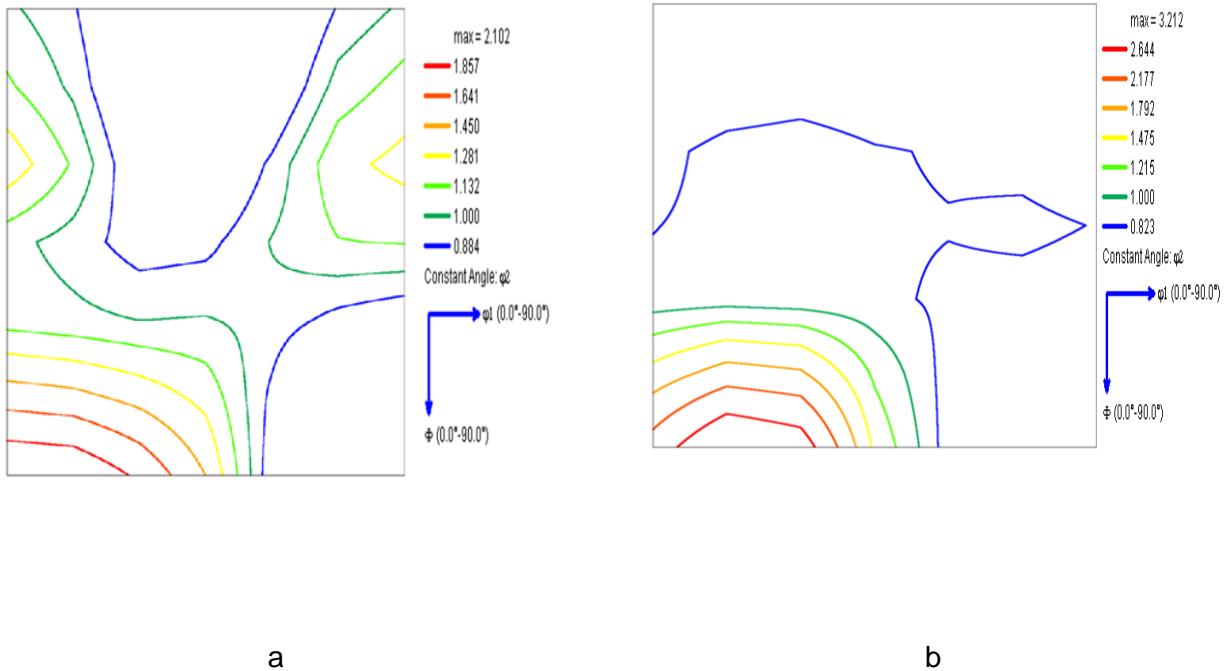 max = 2.102
1.857
1.641
1.450
1.281
1.132
1.000
0.884
Constant Angle: φ2
φ1 (0.0°-90.0°)
Φ (0.0°-90.0°)
a
max = 3.212
2.644
2.177
1.792
1.475
1.215
1.000
0.823
Constant Angle: φ2
φ1 (0.0°-90.0°)
Φ (0.0°-90.0°)
b